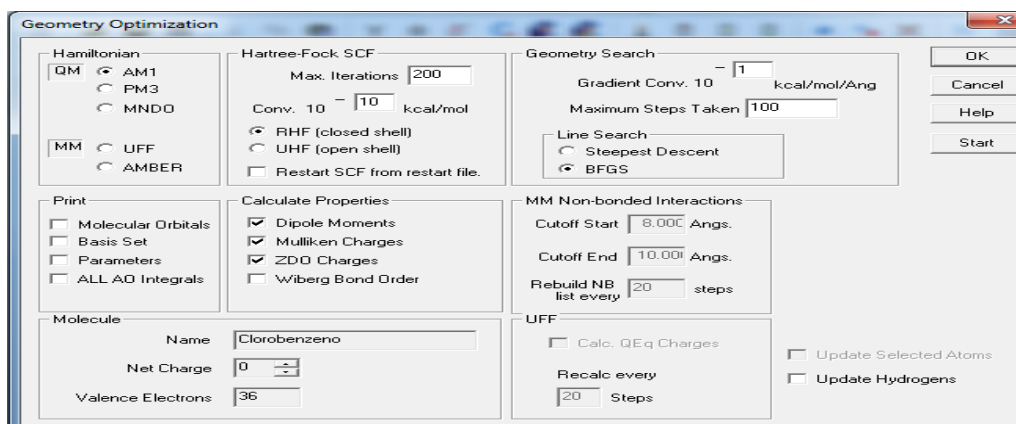 Geometry Optimization
Hamiltonian
QM
AM1
PM3
MNDO
MM
UFF
AMBER
Hartree-Fock SCF
Max. Iterations 200
Conv. 10 - 10 kcal/mol
RHF (closed shell)
UHF (open shell)
Restart SCF from restart file.
Geometry Search
Gradient Conv. 10 - 1 kcal/mol/Ang
Maximum Steps Taken 100
Line Search
Steepest Descent
BFGS
OK
Cancel
Help
Start
Print
Molecular Orbitals
Basis Set
Parameters
ALL AO Integrals
Calculate Properties
Dipole Moments
Mulliken Charges
ZDO Charges
Wiberg Bond Order
MM Non-bonded Interactions
Cutoff Start 8.000 Angs.
Cutoff End 10.00 Angs.
Rebuild NB
list every 20 steps
Molecule
Name Clorobenzeno
Net Charge 0
Valence Electrons 36
UFF
Calc. QEq Charges
Recalc every
20 Steps
Update Selected Atoms
Update Hydrogens